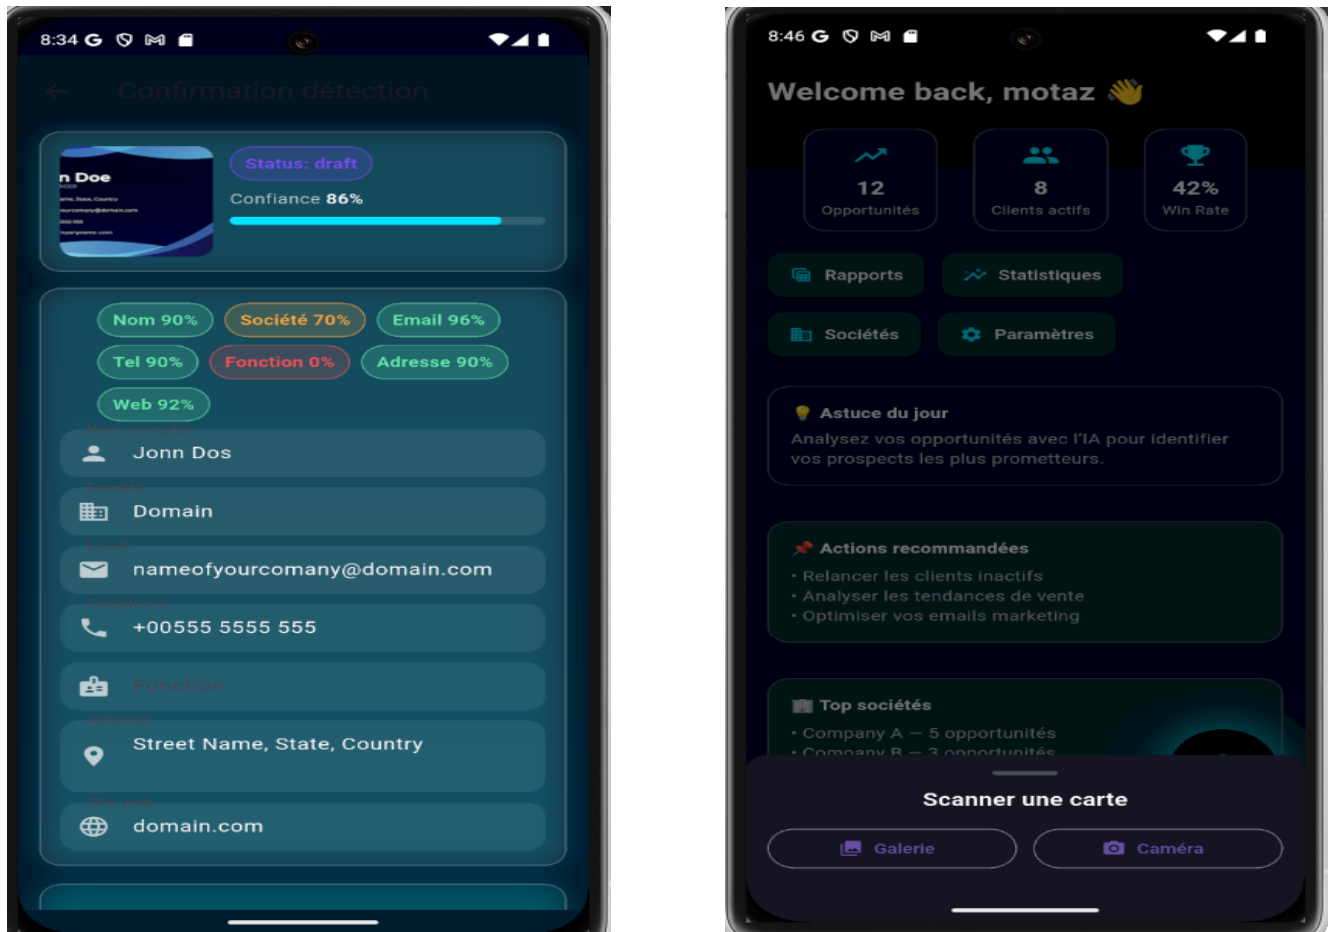 8:34
Confirmation détection
n Doe
Status: draft
Confiance 86%
Nom 90%
Société 70%
Email 96%
Tel 90%
Fonction 0%
Adresse 90%
Web 92%
Jonn Dos
Domain
Email
nameofyourcomany@domain.com
+00555 5555 555
Fonction
Adresse
Street Name, State, Country
domain.com
8:46
Welcome back, motaz 👋
12
Opportunités
8
Clients actifs
42%
Win Rate
Rapports
Statistiques
Sociétés
Paramètres
💡 Astuce du jour
Analysez vos opportunités avec l'IA pour identifier
vos prospects les plus prometteurs.
📌 Actions recommandées
• Relancer les clients inactifs
• Analyser les tendances de vente
• Optimiser vos emails marketing
🏢 Top sociétés
• Company A — 5 opportunités
• Company B — 3 opportunités
Scanner une carte
Galerie
Caméra